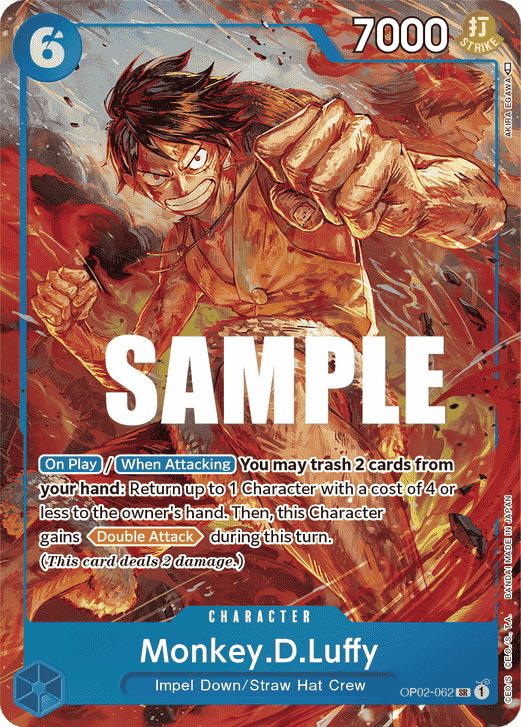 6
7000
打
STRIKE
AKIRA EGAWA
SAMPLE
On Play / When Attacking You may trash 2 cards from
your hand: Return up to 1 Character with a cost of 4 or
less to the owner's hand. Then, this Character
gains Double Attack during this turn.
(This card deals 2 damage.)
CHARACTER
Monkey.D.Luffy
Impel Down/Straw Hat Crew
OP02-062 SR 1
©EO/S ©E.O./S., T.A. BANDAI MADE IN JAPAN